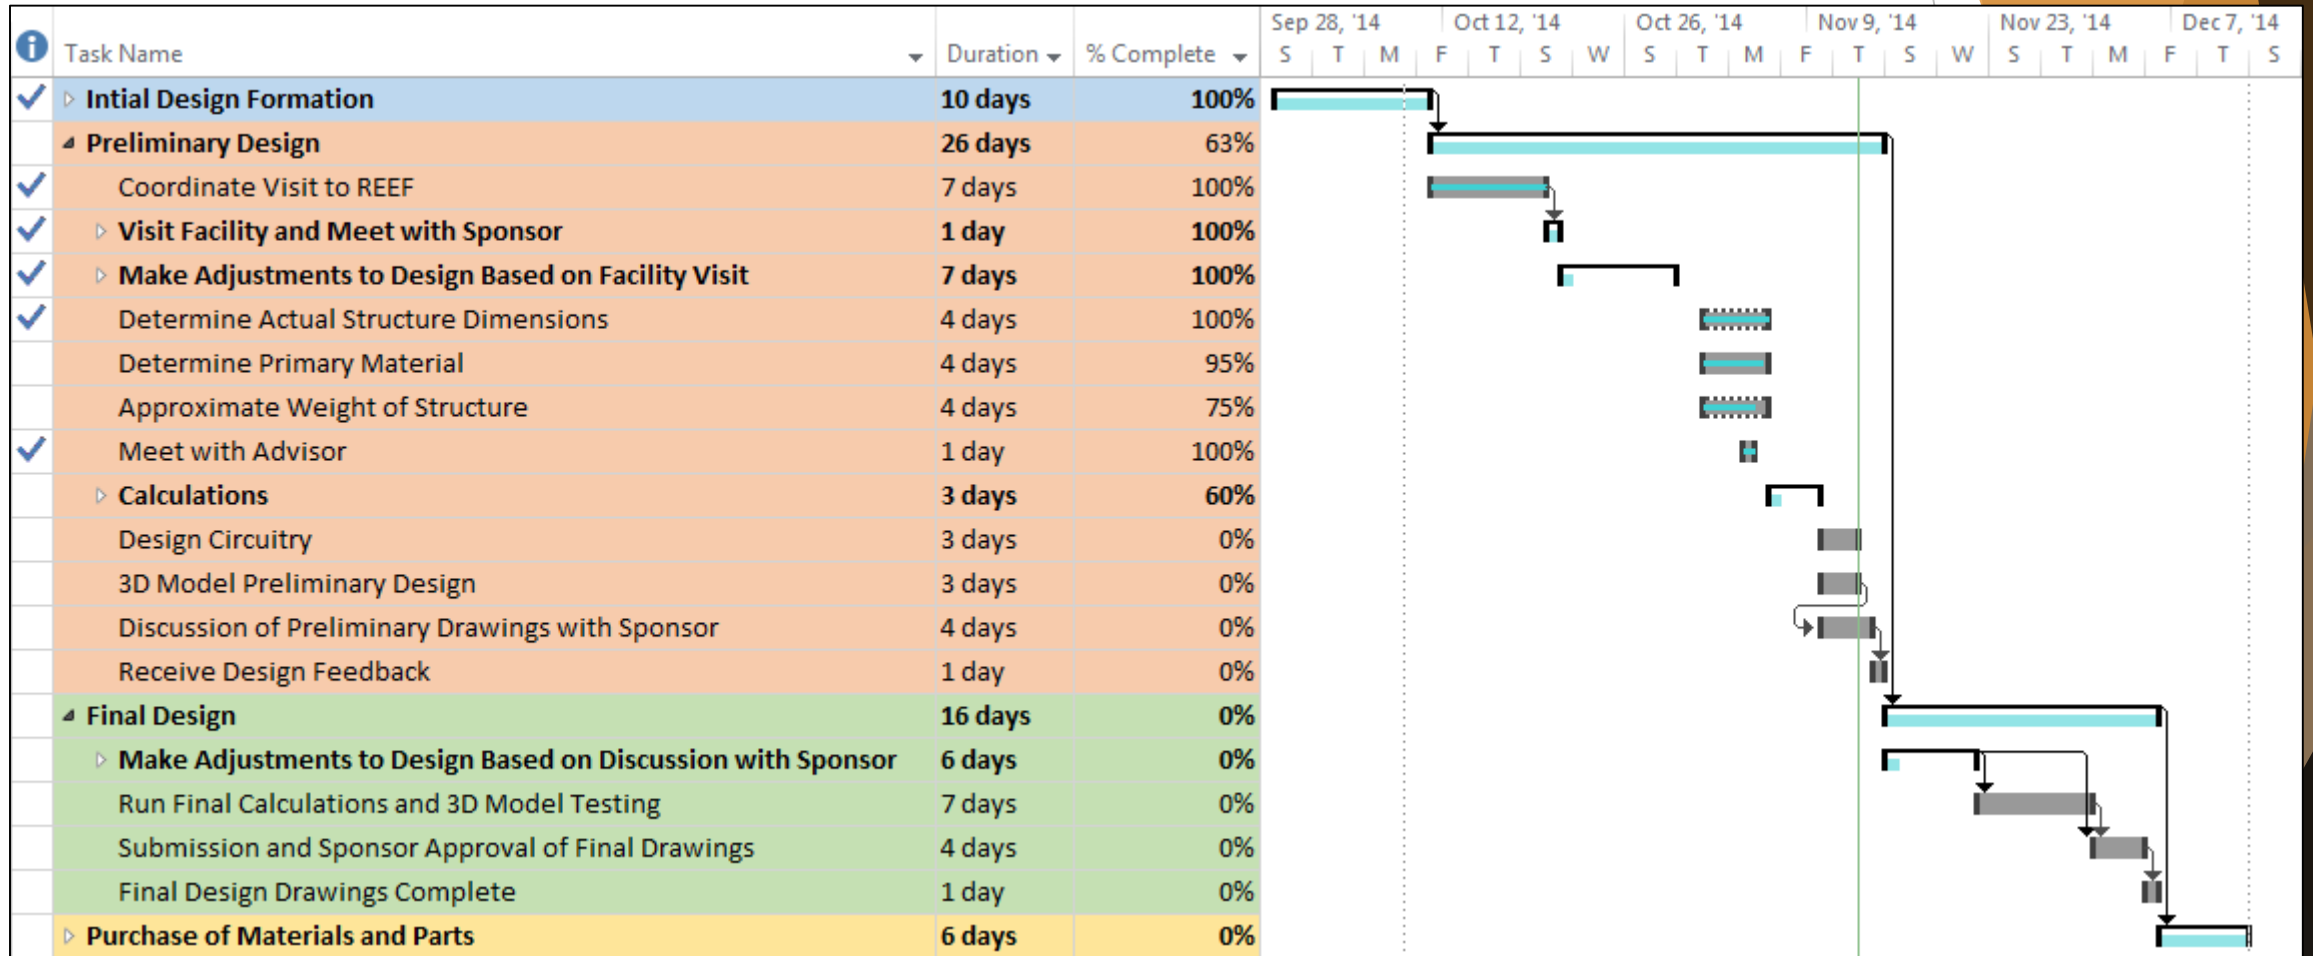 Sep 28, '14 Oct 12, '14 Oct 26, '14 Nov 9, '14 Nov 23, '14 Dec 7, '14
i Task Name Duration % Complete S T M F T S W S T M F T S W S T M F T S
Intial Design Formation 10 days 100%
Preliminary Design 26 days 63%
Coordinate Visit to REEF 7 days 100%
Visit Facility and Meet with Sponsor 1 day 100%
Make Adjustments to Design Based on Facility Visit 7 days 100%
Determine Actual Structure Dimensions 4 days 100%
Determine Primary Material 4 days 95%
Approximate Weight of Structure 4 days 75%
Meet with Advisor 1 day 100%
Calculations 3 days 60%
Design Circuitry 3 days 0%
3D Model Preliminary Design 3 days 0%
Discussion of Preliminary Drawings with Sponsor 4 days 0%
Receive Design Feedback 1 day 0%
Final Design 16 days 0%
Make Adjustments to Design Based on Discussion with Sponsor 6 days 0%
Run Final Calculations and 3D Model Testing 7 days 0%
Submission and Sponsor Approval of Final Drawings 4 days 0%
Final Design Drawings Complete 1 day 0%
Purchase of Materials and Parts 6 days 0%